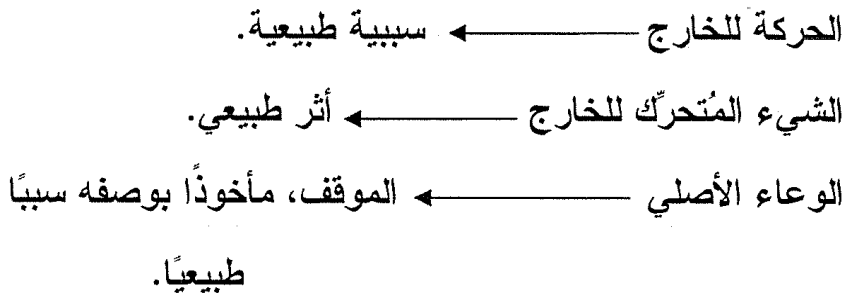 الحركة للخارج ← سببية طبيعية.
الشيء المُتحرِّك للخارج ← أثر طبيعي.
الوعاء الأصلي ← الموقف، مأخوذًا بوصفه سببًا
طبيعيًا.